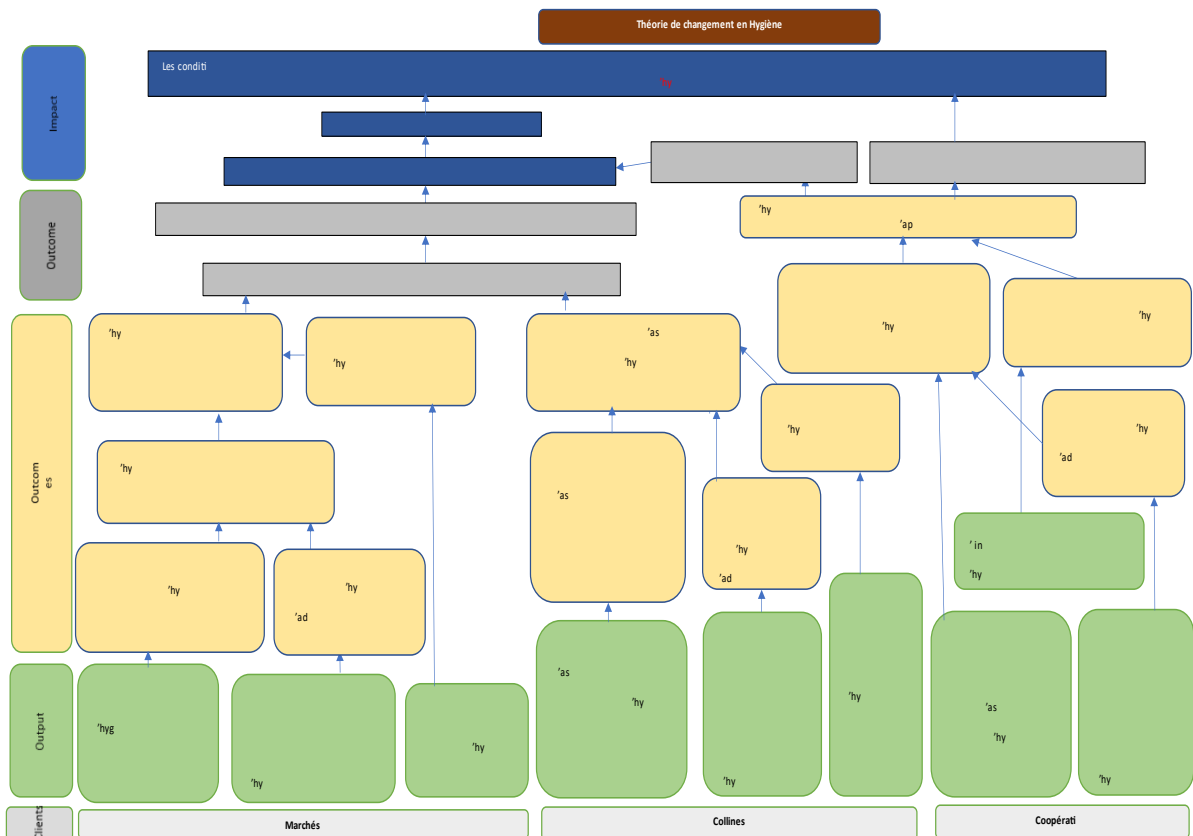 Théorie de changement en Hygiène
Impact
Les conditi
’hy
Outcome
’hy
’ap
’hy
’hy
Outcom
es
’hy
’hy
’as
’hy
’hy
’hy
’ad
’hy
’as
’hy
’ad
’hy
’hy
’ad
’ in
’hy
Output
’hyg
’hy
’hy
’as
’hy
’hy
’hy
’as
’hy
’hy
Clients
Marchés
Collines
Coopérati